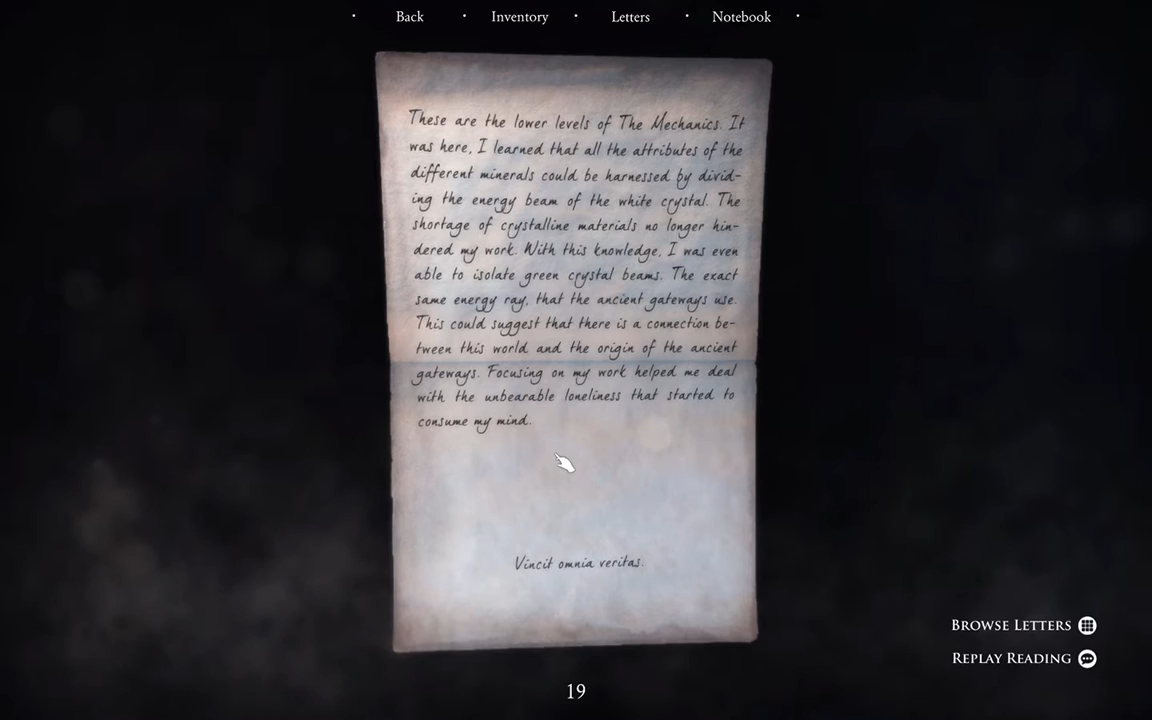 Back
Inventory
Letters
Notebook
These are the lower levels of The Mechanics. It
was here, I learned that all the attributes of the
different minerals could be harnessed by divid-
ing the energy beam of the white crystal. The
shortage of crystalline materials no longer hin-
dered my work. With this knowledge, I was even
able to isolate green crystal beams. The exact
same energy ray, that the ancient gateways use.
This could suggest that there is a connection be-
tween this world and the origin of the ancient
gateways. Focusing on my work helped me deal
with the unbearable loneliness that started to
consume my mind.
Vincit omnia veritas.
BROWSE LETTERS
REPLAY READING
19